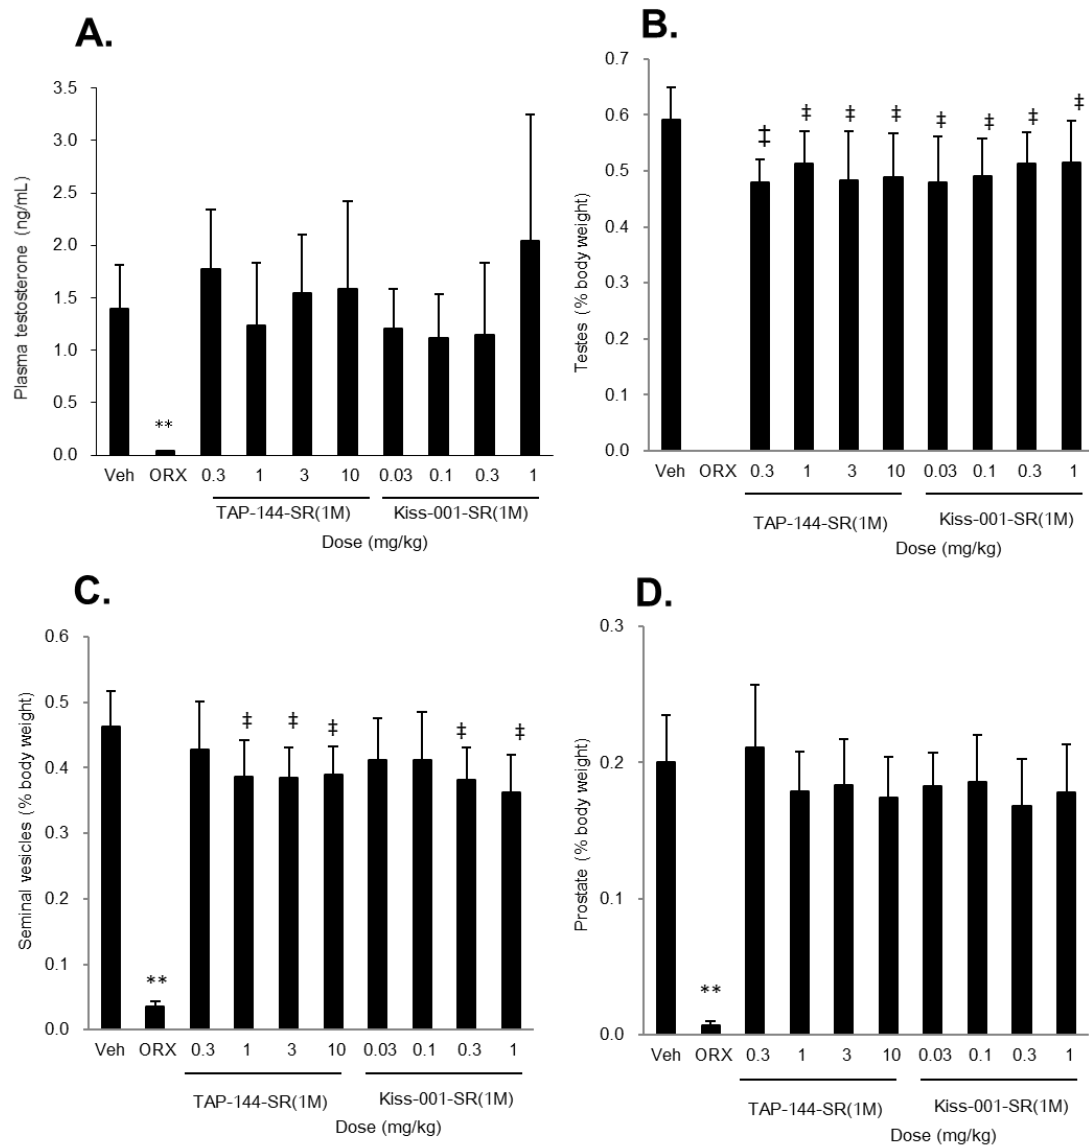 A.
3.5
3.0
2.5
2.0
1.5
1.0
0.5
0.0
Plasma testosterone (ng/mL)
**
Veh ORX 0.3 1 3 10 0.03 0.1 0.3 1
TAP-144-SR(1M) Kiss-001-SR(1M)
Dose (mg/kg)
B.
0.7
0.6
0.5
0.4
0.3
0.2
0.1
0.0
Testes (% body weight)
‡ ‡ ‡ ‡ ‡ ‡ ‡ ‡
Veh ORX 0.3 1 3 10 0.03 0.1 0.3 1
TAP-144-SR(1M) Kiss-001-SR(1M)
Dose (mg/kg)
C.
0.6
0.5
0.4
0.3
0.2
0.1
0.0
Seminal vesicles (% body weight)
‡ ‡ ‡ ‡ ‡
**
Veh ORX 0.3 1 3 10 0.03 0.1 0.3 1
TAP-144-SR(1M) Kiss-001-SR(1M)
Dose (mg/kg)
D.
0.3
0.2
0.1
0.0
Prostate (% body weight)
**
Veh ORX 0.3 1 3 10 0.03 0.1 0.3 1
TAP-144-SR(1M) Kiss-001-SR(1M)
Dose (mg/kg)